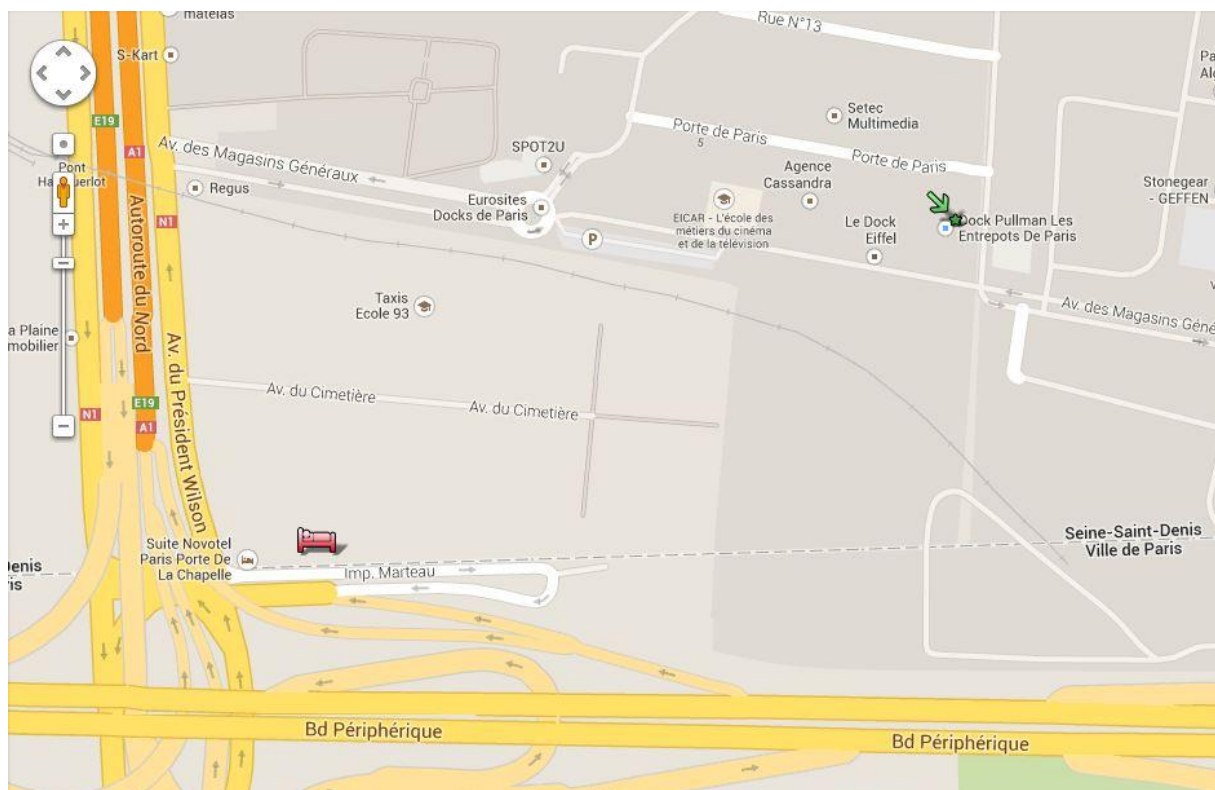 matelas
Rue N°13
S-Kart
Setec
Multimedia
E19
Porte de Paris
5
A1
Av. des Magasins Généraux
SPOT2U
Porte de Paris
Agence
Cassandra
Pont
Regus
Stonegear
- GEFFEN
Eurosites
Docks de Paris
EICAR - L'école des
métiers du cinéma
et de la télévision
Le Dock
Eiffel
Dock Pullman Les
Entrepots De Paris
N1
P
Autoroute du Nord
Taxis
Ecole 93
Av. des Magasins Géné
a Plaine
mobilier
Av. du Président Wilson
Av. du Cimetière
Av. du Cimetière
E19
N1
A1
Suite Novotel
Paris Porte De
La Chapelle
Seine-Saint-Denis
Ville de Paris
Denis
is
Imp. Marteau
Bd Périphérique
Bd Périphérique